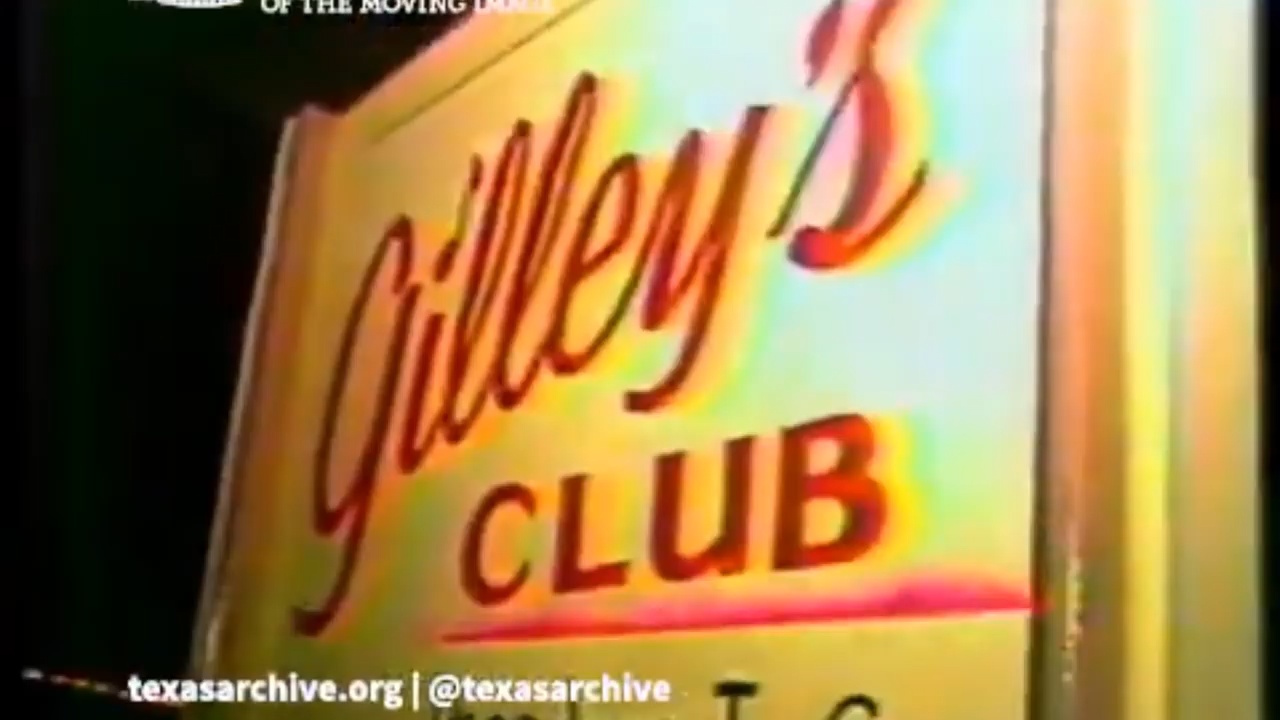 OF THE MOVING IMAGE
Gilley's
CLUB
texasarchive.org | @texasarchive